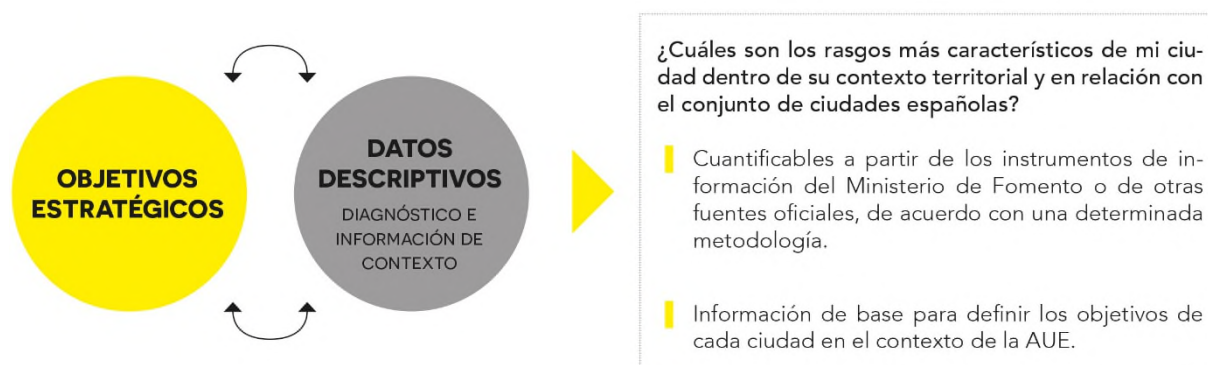 OBJETIVOS
ESTRATÉGICOS
DATOS
DESCRIPTIVOS
DIAGNÓSTICO E
INFORMACIÓN DE
CONTEXTO
¿Cuáles son los rasgos más característicos de mi ciu-
dad dentro de su contexto territorial y en relación con
el conjunto de ciudades españolas?
Cuantificables a partir de los instrumentos de in-
formación del Ministerio de Fomento o de otras
fuentes oficiales, de acuerdo con una determinada
metodología.
Información de base para definir los objetivos de
cada ciudad en el contexto de la AUE.